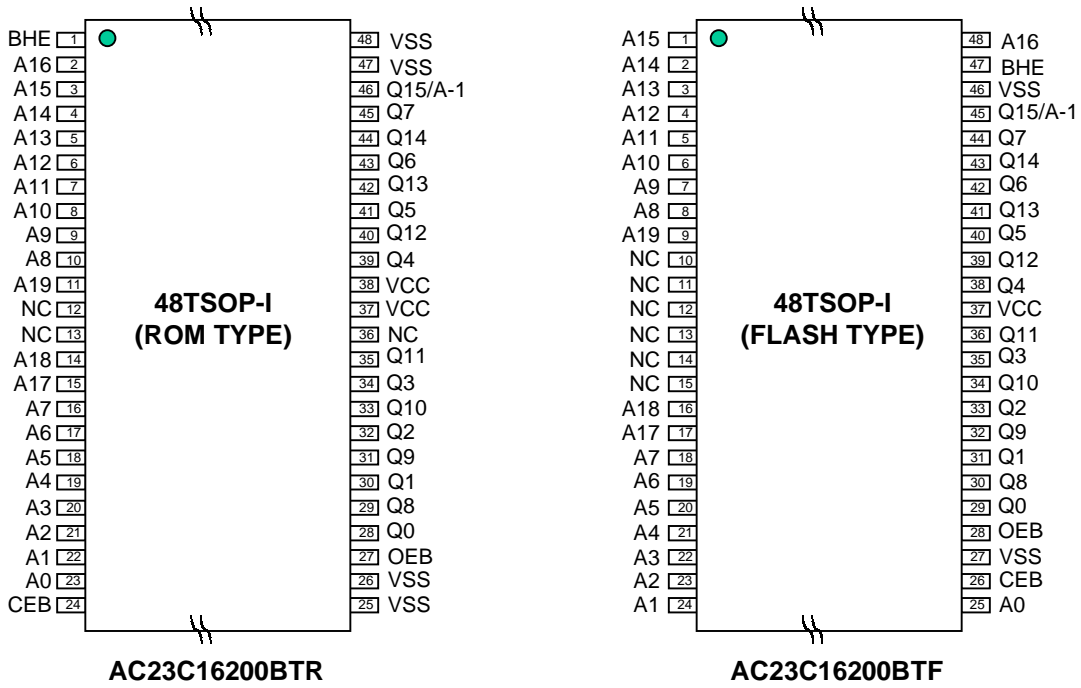 BHE 1 48 VSS
A16 2 47 VSS
A15 3 46 Q15/A-1
A14 4 45 Q7
A13 5 44 Q14
A12 6 43 Q6
A11 7 42 Q13
A10 8 41 Q5
A9 9 40 Q12
A8 10 39 Q4
A19 11 38 VCC
NC 12 37 VCC
NC 13 36 NC
A18 14 35 Q11
A17 15 34 Q3
A7 16 33 Q10
A6 17 32 Q2
A5 18 31 Q9
A4 19 30 Q1
A3 20 29 Q8
A2 21 28 Q0
A1 22 27 OEB
A0 23 26 VSS
CEB 24 25 VSS
48TSOP-I
(ROM TYPE)
AC23C16200BTR
A15 1 48 A16
A14 2 47 BHE
A13 3 46 VSS
A12 4 45 Q15/A-1
A11 5 44 Q7
A10 6 43 Q14
A9 7 42 Q6
A8 8 41 Q13
A19 9 40 Q5
NC 10 39 Q12
NC 11 38 Q4
NC 12 37 VCC
NC 13 36 Q11
NC 14 35 Q3
NC 15 34 Q10
A18 16 33 Q2
A17 17 32 Q9
A7 18 31 Q1
A6 19 30 Q8
A5 20 29 Q0
A4 21 28 OEB
A3 22 27 VSS
A2 23 26 CEB
A1 24 25 A0
48TSOP-I
(FLASH TYPE)
AC23C16200BTF